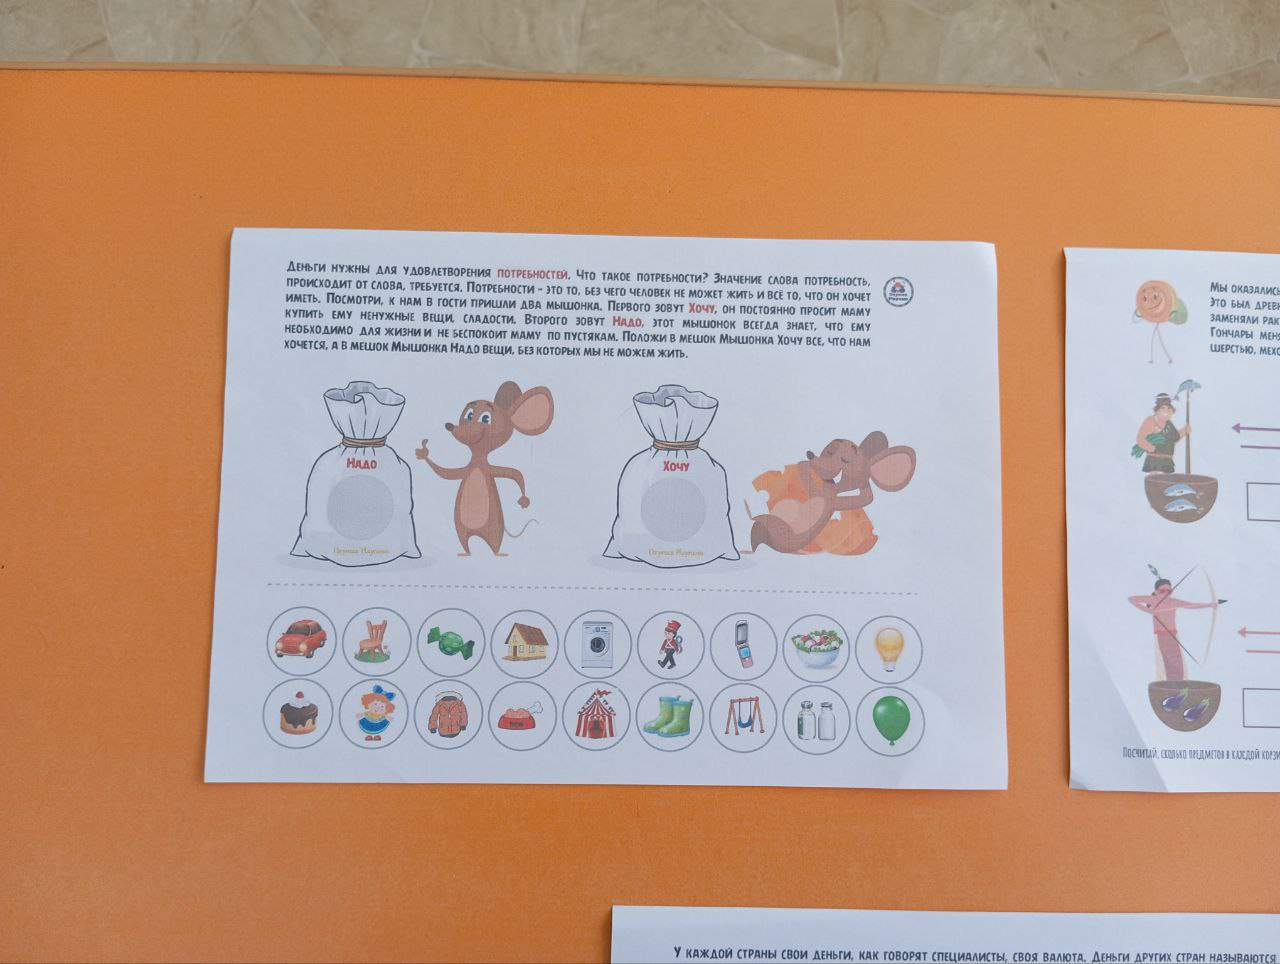 Деньги нужны для удовлетворения потребностей. Что такое потребности? Значение слова потребность,
происходит от слова, требуется. Потребности – это то, без чего человек не может жить и всё то, что он хочет
иметь. Посмотри, к нам в гости пришли два мышонка. Первого зовут Хочу, он постоянно просит маму
купить ему ненужные вещи, сладости. Второго зовут Надо, этот мышонок всегда знает, что ему
необходимо для жизни и не беспокоит маму по пустякам. Положи в мешок Мышонка Хочу все, что нам
хочется, а в мешок Мышонка Надо вещи, без которых мы не можем жить.
Надо
Хочу
Мы оказались
Это был древн
заменяли рак
Гончары меня
шерстью, мехо
Посчитай, сколько предметов в каждой корзи
У каждой страны свои деньги, как говорят специалисты, своя валюта. Деньги других стран называются